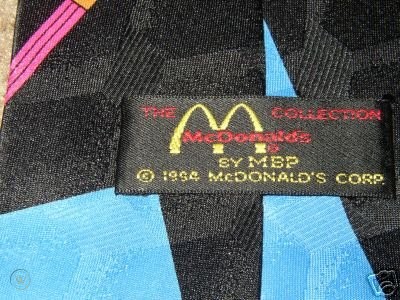 THE COLLECTION
McDonald's
®
BY MBP
© 1994 McDONALD'S CORP.